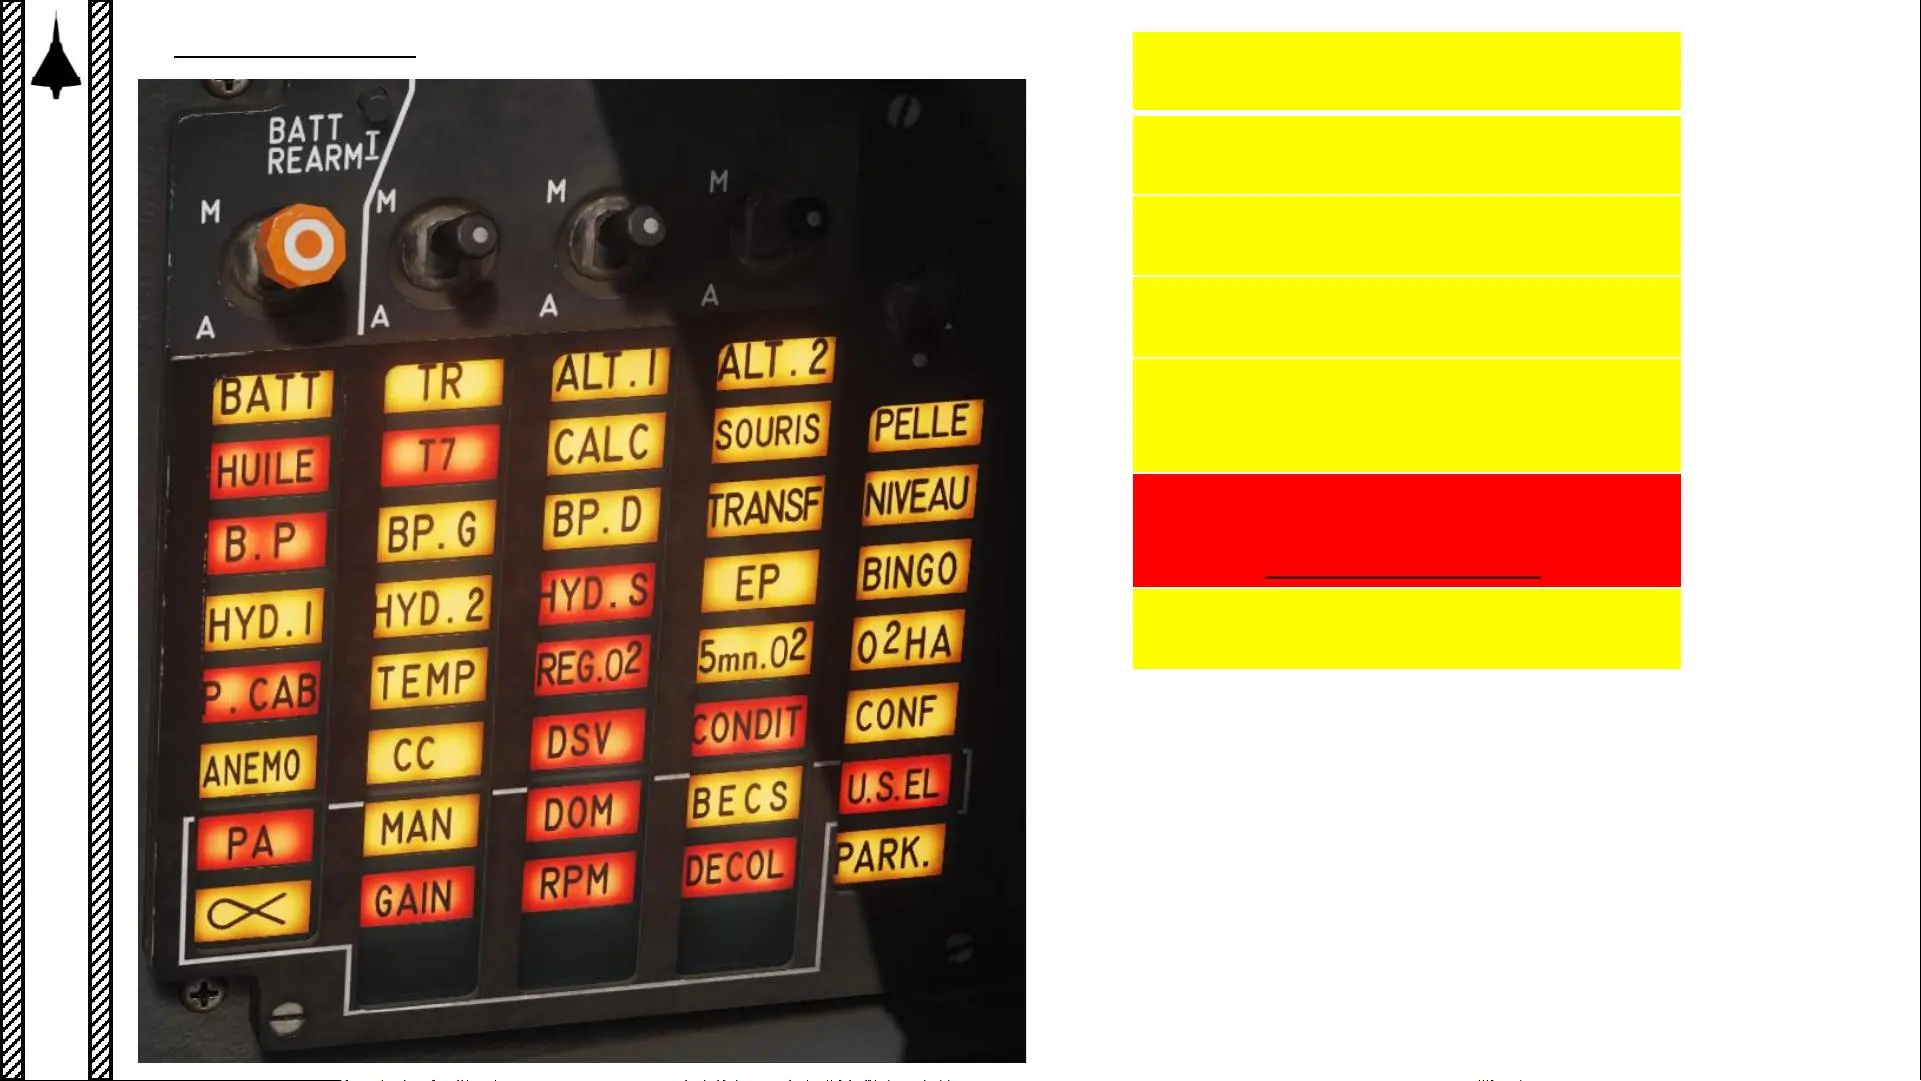 BATT
REARM I
M M M M
A A A A
BATT TR ALT.1 ALT.2
HUILE T7 CALC SOURIS PELLE
B.P BP.G BP.D TRANSF NIVEAU
HYD.1 HYD.2 HYD.S EP BINGO
P.CAB TEMP REG.O2 5mn.O2 O2HA
ANEMO CC DSV CONDIT CONF
PA MAN DOM BECS U.S.EL
α GAIN RPM DECOL PARK.